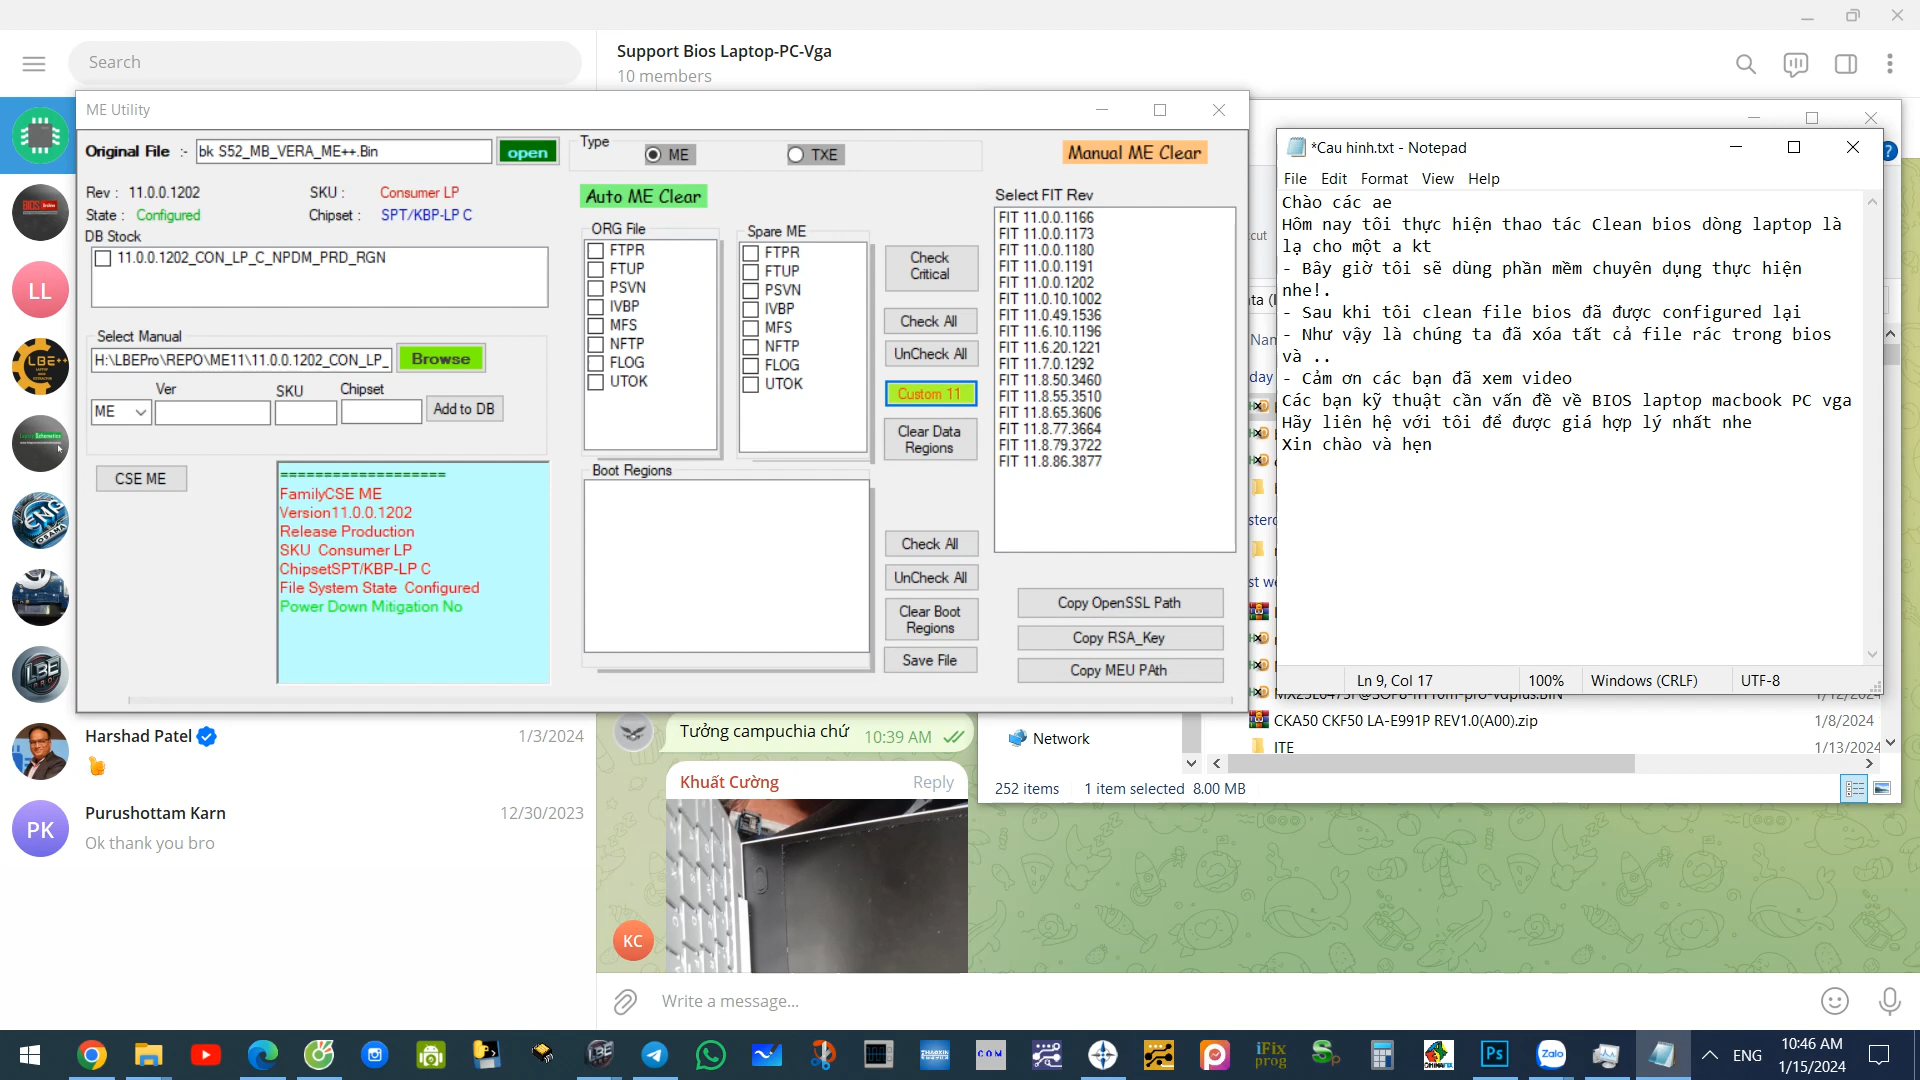 Search
Support Bios Laptop-PC-Vga
10 members
ME Utility
Original File :- bk S52_MB_VERA_ME++.Bin open
Type
ME
TXE
Manual ME Clear
Rev : 11.0.0.1202 SKU : Consumer LP
State : Configured Chipset : SPT/KBP-LP C
DB Stock
11.0.0.1202_CON_LP_C_NPDM_PRD_RGN
Select Manual
H:\LBEPro\REPO\ME11\11.0.0.1202_CON_LP_ Browse
Ver SKU Chipset
ME Add to DB
CSE ME
====================
FamilyCSE ME
Version11.0.0.1202
Release Production
SKU Consumer LP
ChipsetSPT/KBP-LP C
File System State Configured
Power Down Mitigation No
Auto ME Clear
ORG File
FTPR
FTUP
PSVN
IVBP
MFS
NFTP
FLOG
UTOK
Spare ME
FTPR
FTUP
PSVN
IVBP
MFS
NFTP
FLOG
UTOK
Check
Critical
Check All
UnCheck All
Custom 11
Clear Data
Regions
Boot Regions
Check All
UnCheck All
Clear Boot
Regions
Save File
Select FIT Rev
FIT 11.0.0.1166
FIT 11.0.0.1173
FIT 11.0.0.1180
FIT 11.0.0.1191
FIT 11.0.0.1202
FIT 11.0.10.1002
FIT 11.0.49.1536
FIT 11.6.10.1196
FIT 11.6.20.1221
FIT 11.7.0.1292
FIT 11.8.50.3460
FIT 11.8.55.3510
FIT 11.8.65.3606
FIT 11.8.77.3664
FIT 11.8.79.3722
FIT 11.8.86.3877
Copy OpenSSL Path
Copy RSA_Key
Copy MEU PAth
*Cau hinh.txt - Notepad
File Edit Format View Help
Chào các ae
Hôm nay tôi thực hiện thao tác Clean bios dòng laptop là
lạ cho một a kt
- Bây giờ tôi sẽ dùng phần mềm chuyên dụng thực hiện
nhe!.
- Sau khi tôi clean file bios đã được configured lại
- Như vậy là chúng ta đã xóa tất cả file rác trong bios
và ..
- Cảm ơn các bạn đã xem video
Các bạn kỹ thuật cần vấn đề về BIOS laptop macbook PC vga
Hãy liên hệ với tôi để được giá hợp lý nhất nhe
Xin chào và hẹn
Ln 9, Col 17 100% Windows (CRLF) UTF-8
CKA50 CKF50 LA-E991P REV1.0(A00).zip 1/8/2024
ITE 1/13/2024
Network
252 items 1 item selected 8.00 MB
LL
Harshad Patel 1/3/2024
PK
Purushottam Karn 12/30/2023
Ok thank you bro
Tưởng campuchia chứ 10:39 AM
Khuất Cường Reply
KC
Write a message...
ENG
10:46 AM
1/15/2024